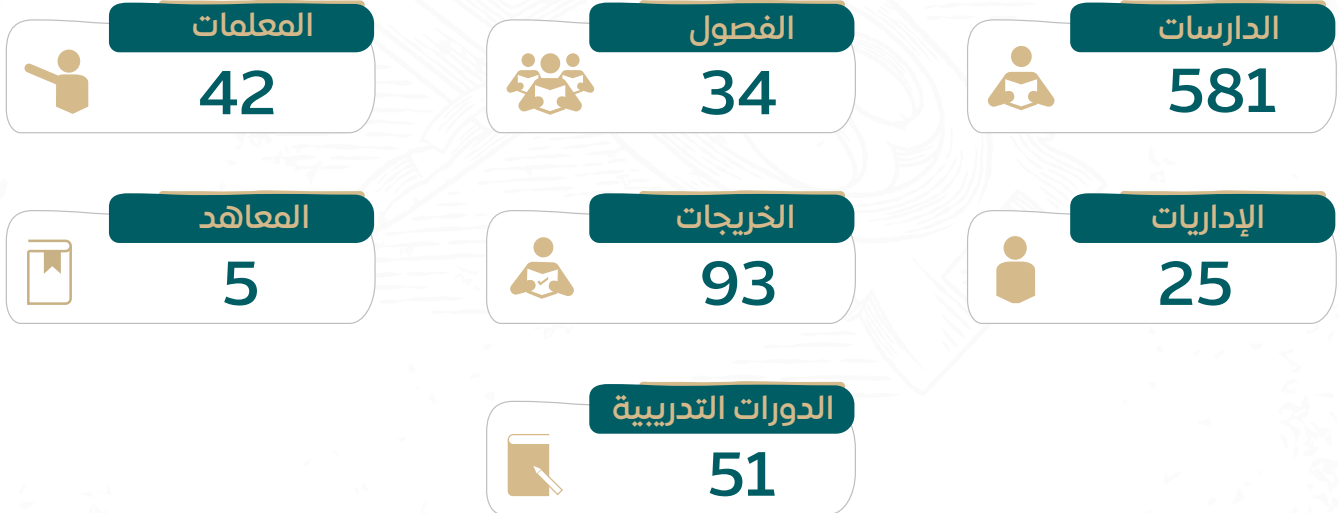 الدارسات
581
الفصول
34
المعلمات
42
الإداريات
25
الخريجات
93
المعاهد
5
الدورات التدريبية
51